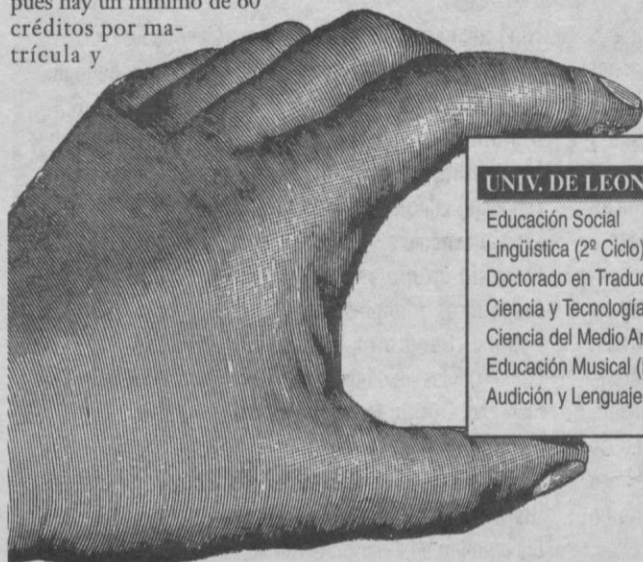 pues hay un mínimo de 60
créditos por ma-
trícula y
UNIV. DE LEON
Educación Social
Lingüística (2º Ciclo)
Doctorado en
Ciencia y Tecnología
Ciencia del Medio
Educación Musical
Audición y Lenguaje